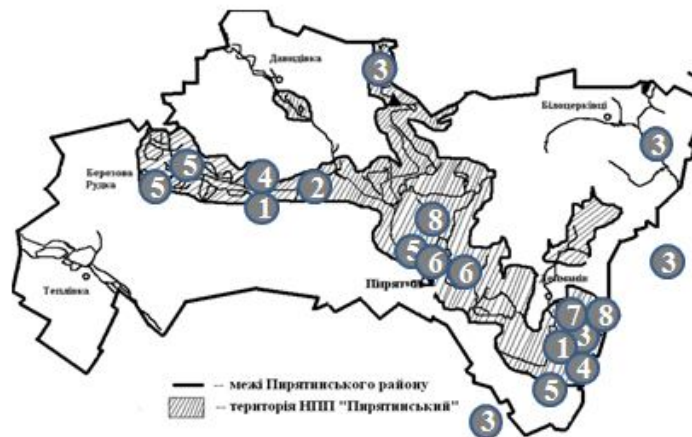 Давидівка
3
Білоцерківці
3
Березова
Рудка
5
5
4
1
2
8
5
6
6
3
Пирятин
Теплівка
Дейманів
7
8
3
1
4
5
3
-- межі Пирятинського району
-- територія НПП "Пирятинський"